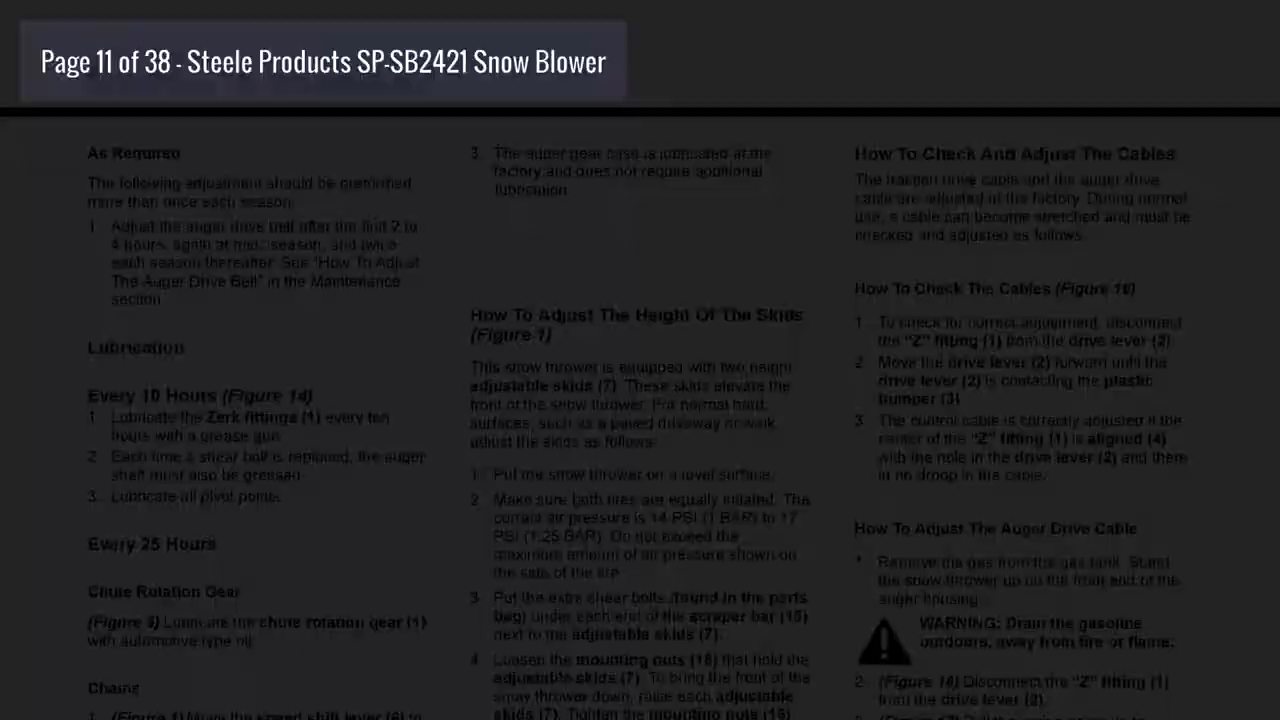 Page 11 of 38 - Steele Products SP-SB2421 Snow Blower
As Required
The following adjustment should be performed
more than once each season.
1. Adjust the auger drive belt after the first 2 to
4 hours, again at mid-season, and twice
each season thereafter. See "How To Adjust
The Auger Drive Belt" in the Maintenance
section.
Lubrication
Every 10 Hours (Figure 14)
1. Lubricate the Zerk fittings (1) every ten
hours with a grease gun.
2. Each time a shear bolt is replaced, the auger
shaft must also be greased.
3. Lubricate all pivot points.
Every 25 Hours
Chute Rotation Gear
(Figure 5) Lubricate the chute rotation gear (1)
with automotive type oil.
Chains
1. (Figure 1) Move the speed shift lever (6) to
3. The auger gear case is lubricated at the
factory and does not require additional
lubrication.
How To Adjust The Height Of The Skids
(Figure 1)
This snow thrower is equipped with two height
adjustable skids (7). These skids elevate the
front of the snow thrower. For normal hard
surfaces, such as a paved driveway or walk,
adjust the skids as follows.
1. Put the snow thrower on a level surface.
2. Make sure both tires are equally inflated. The
correct air pressure is 14 PSI (1 BAR) to 17
PSI (1.25 BAR). Do not exceed the
maximum amount of air pressure shown on
the side of the tire.
3. Put the extra shear bolts (found in the parts
bag) under each end of the scraper bar (15)
next to the adjustable skids (7).
4. Loosen the mounting nuts (16) that hold the
adjustable skids (7). To bring the front of the
snow thrower down, raise each adjustable
skids (7). Tighten the mounting nuts (16).
How To Check And Adjust The Cables
The traction drive cable and the auger drive
cable are adjusted at the factory. During normal
use, a cable can become stretched and must be
checked and adjusted as follows.
How To Check The Cables (Figure 16)
1. To check for correct adjustment, disconnect
the "Z" fitting (1) from the drive lever (2).
2. Move the drive lever (2) forward until the
drive lever (2) is contacting the plastic
bumper (3).
3. The control cable is correctly adjusted if the
center of the "Z" fitting (1) is aligned (4)
with the hole in the drive lever (2) and there
is no droop in the cable.
How To Adjust The Auger Drive Cable
1. Remove the gas from the gas tank. Stand
the snow thrower up on the front end of the
auger housing.
WARNING: Drain the gasoline
outdoors, away from fire or flame.
2. (Figure 16) Disconnect the "Z" fitting (1)
from the drive lever (2).